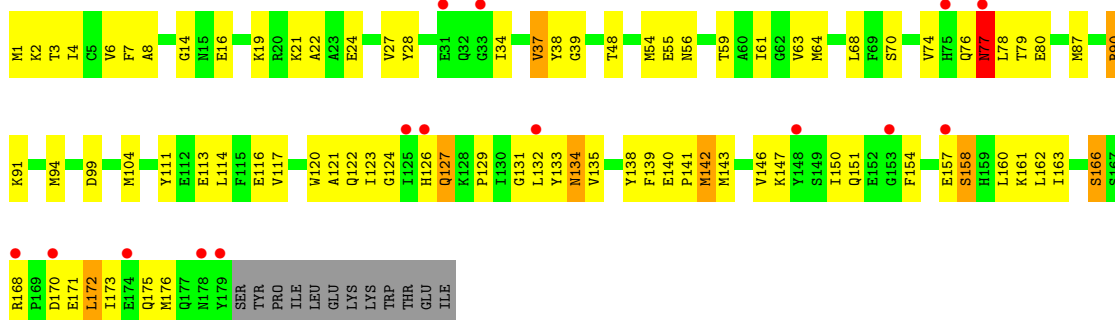 M1 K2 T3 I4 C5 V6 F7 A8 G14 N15 E16 K19 R20 K21 A22 A23 E24 V27 Y28 E31 Q32 G33 I34 V37 Y38 G39 T48 M54 E55 N56 T59 A60 I61 G62 V63 M64 L68 F69 S70 V74 H75 Q76 N77 L78 T79 E80 M87
K91 M94 D99 M104 Y111 E112 E113 L114 F115 E116 V117 W120 A121 Q122 I123 G124 I125 H126 Q127 K128 P129 I130 G131 L132 Y133 N134 V135 Y138 F139 E140 P141 M142 M143 V146 K147 Y148 S149 I150 Q151 E152 G153 F154 E157 S158 H159 L160 K161 L162 I163 S166 S167
R168 P169 D170 E171 L172 I173 E174 Q175 M176 Q177 N178 Y179 SER TYR PRO ILE LEU GLU LYS LYS TRP THR GLU ILE